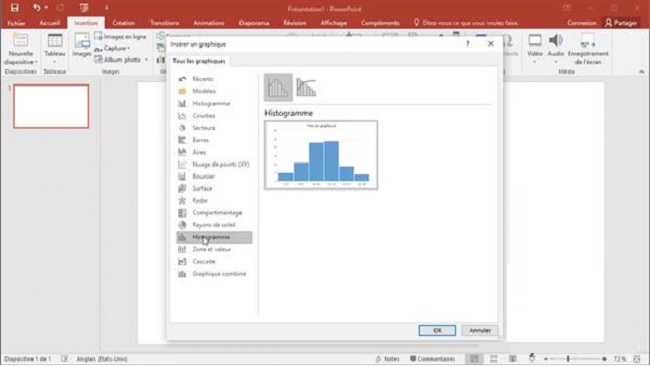 Présentation1 - PowerPoint
Fichier Accueil Insertion Création Transitions Animations Diaporama Révision Affichage Compléments Dites-nous ce que vous voulez faire. Connexion Partager
Nouvelle diapositive Tableau Images Images en ligne Capture Album photo Vidéo Audio Enregistrement de l'écran
Diapositives Tableaux Images Média
Insérer un graphique ?
Tous les graphiques
Récents
Modèles
Histogramme
Courbes
Secteurs
Barres
Aires
Nuage de points (XY)
Boursier
Surface
Radar
Compartimentage
Rayons de soleil
Histogramme
Zone et valeur
Cascade
Graphique combiné
Histogramme
OK Annuler
1
Diapositive 1 de 1 Anglais (États-Unis) Notes Commentaires 72 %